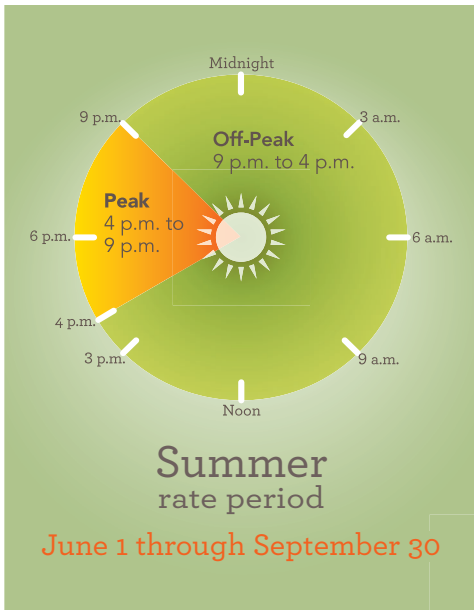 Midnight
9 p.m.
3 a.m.
Off-Peak
9 p.m. to 4 p.m.
Peak
4 p.m. to
9 p.m.
6 p.m.
6 a.m.
4 p.m.
3 p.m.
9 a.m.
Noon
Summer
rate period
June 1 through September 30